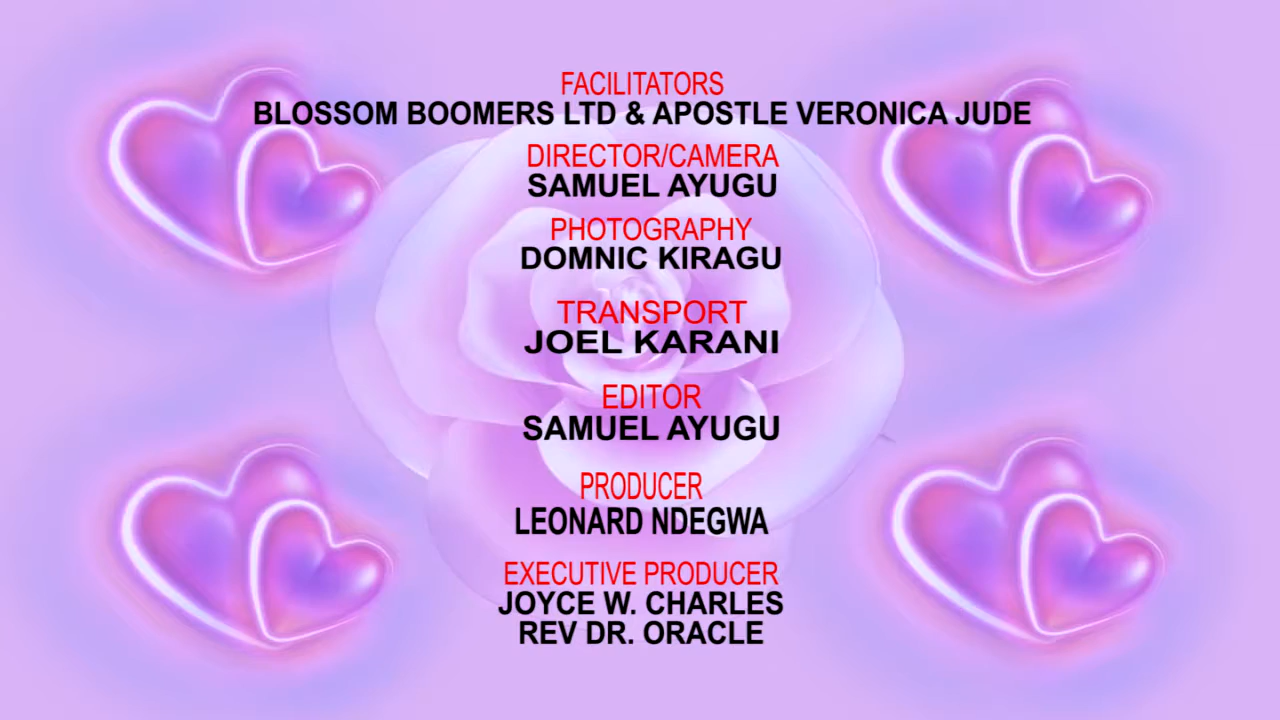 FACILITATORS
BLOSSOM BOOMERS LTD & APOSTLE VERONICA JUDE
DIRECTOR/CAMERA
SAMUEL AYUGU
PHOTOGRAPHY
DOMNIC KIRAGU
TRANSPORT
JOEL KARANI
EDITOR
SAMUEL AYUGU
PRODUCER
LEONARD NDEGWA
EXECUTIVE PRODUCER
JOYCE W. CHARLES
REV DR. ORACLE